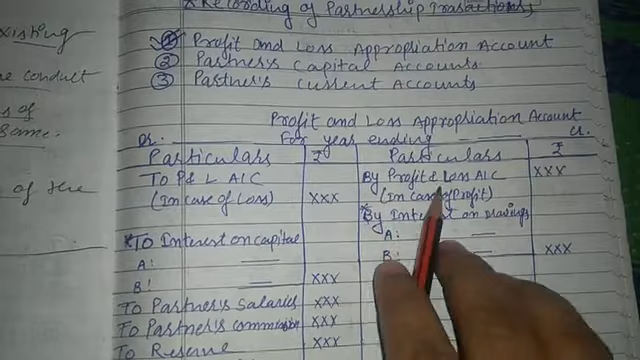 * Recording of Partnership Transactions
① Profit and Loss Appropriation Account
② Partner's Capital Accounts
③ Partner's Current Accounts
Existing
conduct
s of
same.
of the
Profit and Loss Appropriation Account
Dr. For year ending Cr.
Particulars ₹ Particulars ₹
To P & L A/C By Profit & Loss A/C XXX
(In case of Loss) XXX (In case of Profit)
*By Interest on Drawings
*To Interest on capital A:
A: B: XXX
B: XXX
To Partner's Salaries XXX
To Partner's commission XXX
To Reserve XXX